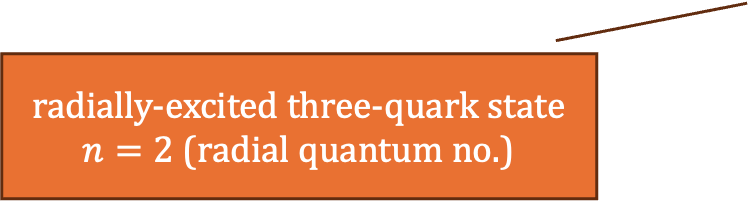 radially-excited three-quark state
n = 2 (radial quantum no.)